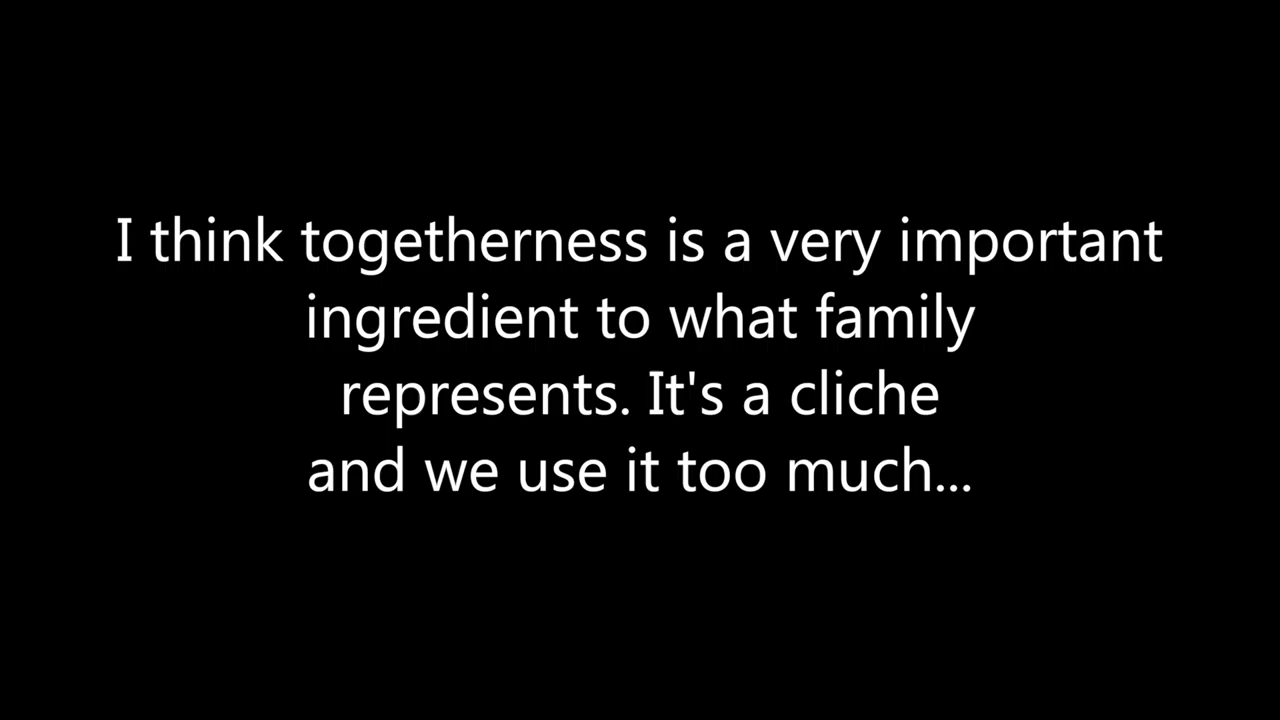 I think togetherness is a very important
ingredient to what family
represents. It's a cliche
and we use it too much...